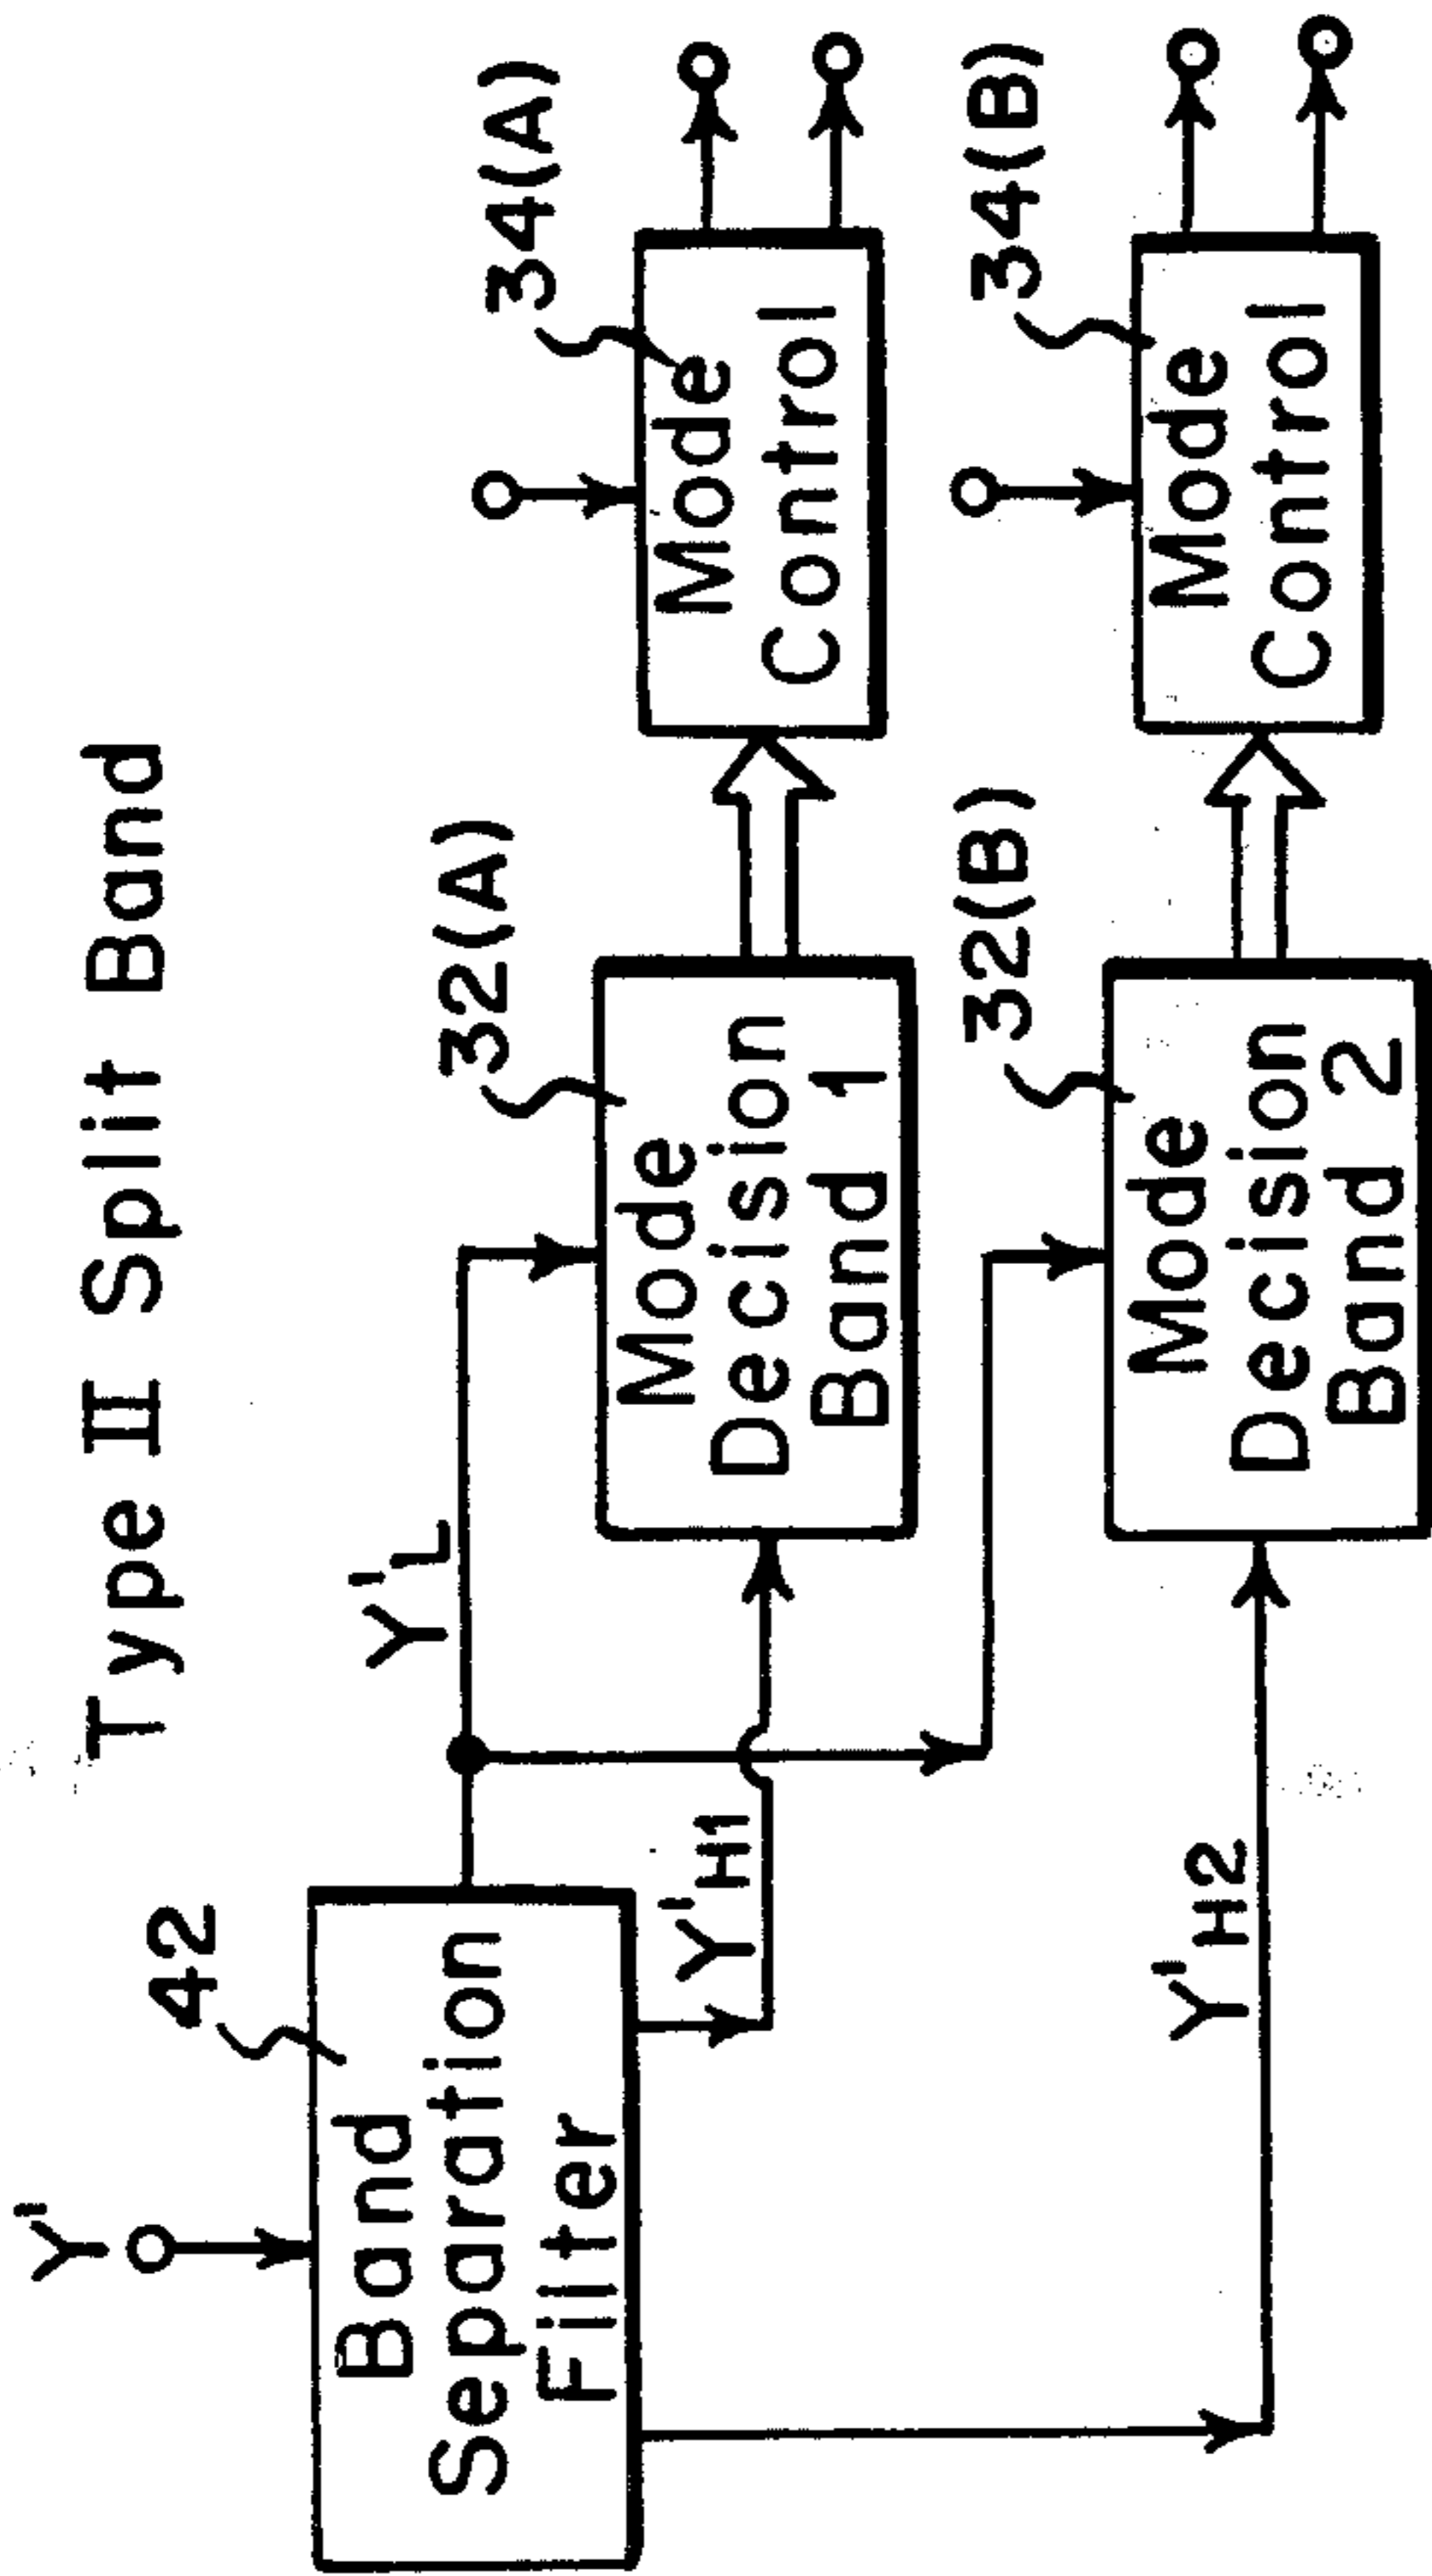 Type II Split Band
Y'
42
Band
Separation
Filter
Y'L
Y'H1
Y'H2
32(A)
Mode
Decision
Band 1
34(A)
Mode
Control
32(B)
Mode
Decision
Band 2
34(B)
Mode
Control